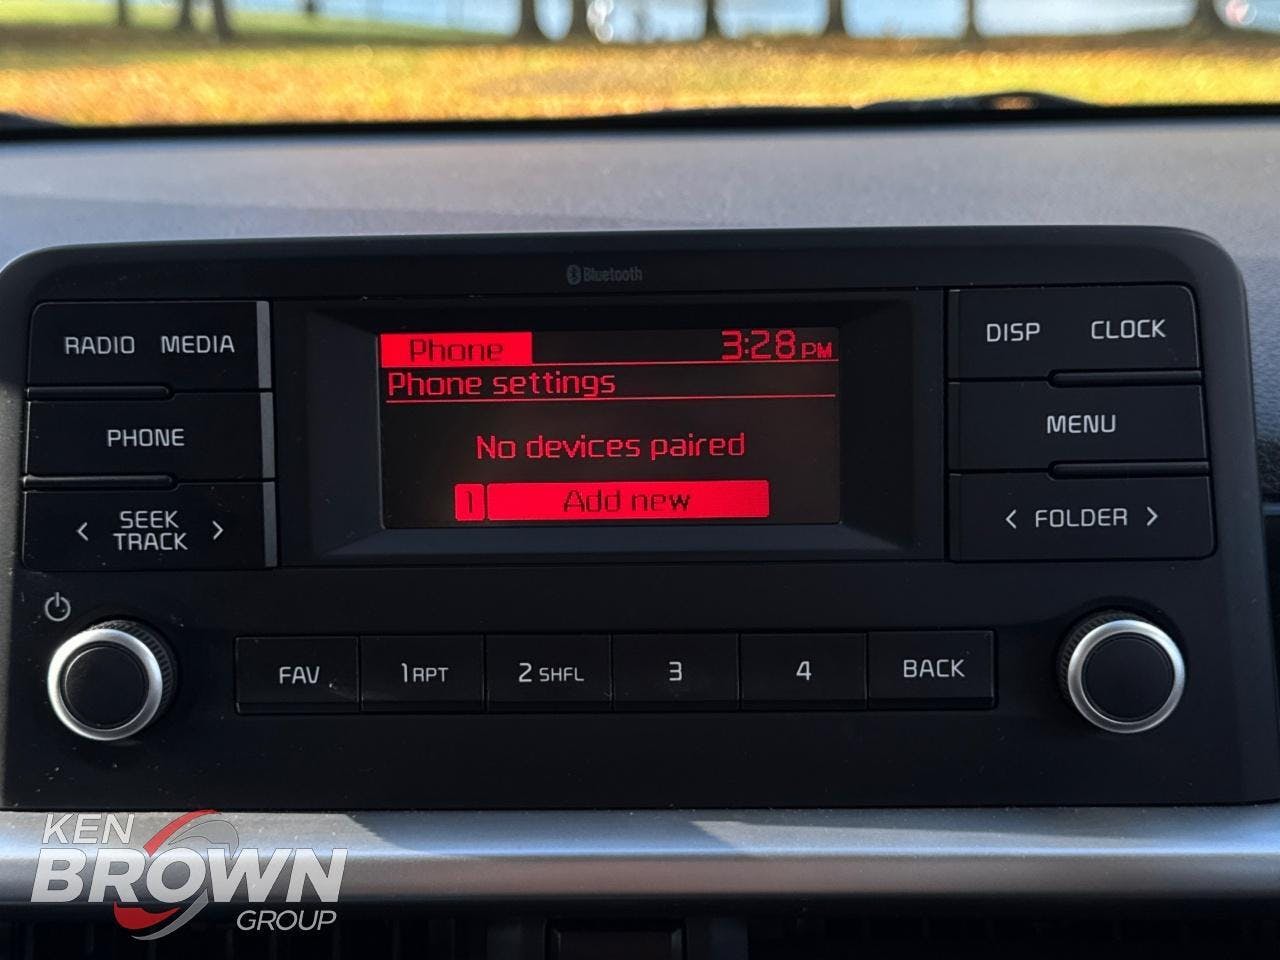 Bluetooth
RADIO MEDIA
PHONE
< SEEK TRACK >
Phone 3:28 PM
Phone settings
No devices paired
1 Add new
DISP CLOCK
MENU
< FOLDER >
FAV 1 RPT 2 SHFL 3 4 BACK
KEN
BROWN
GROUP